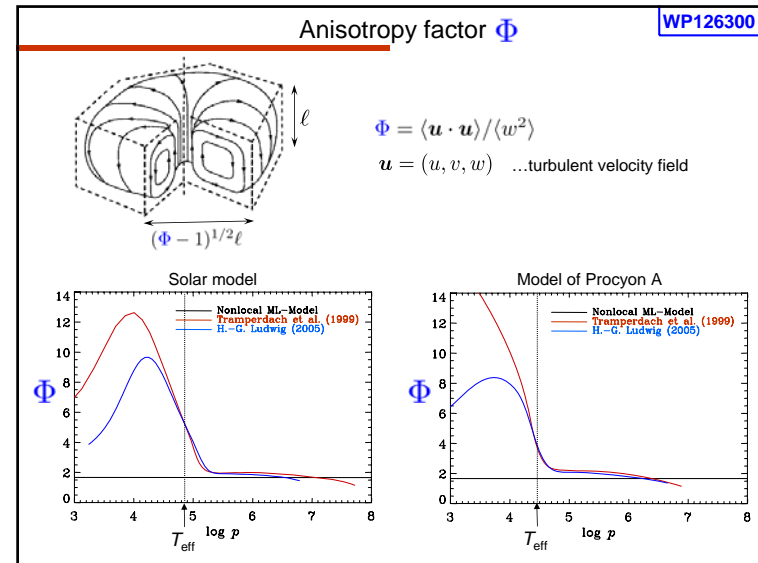 Anisotropy factor Φ
WP126300
ℓ
(Φ − 1)^{1/2}ℓ
Φ = ⟨u · u⟩/⟨w²⟩
u = (u, v, w) ...turbulent velocity field
Solar model
14
12
10
8
6
4
2
0
Φ
Nonlocal ML-Model
Tramperdach et al. (1999)
H.-G. Ludwig (2005)
3 4 5 6 7 8
log p
T_eff
Model of Procyon A
14
12
10
8
6
4
2
0
Φ
Nonlocal ML-Model
Tramperdach et al. (1999)
H.-G. Ludwig (2005)
3 4 5 6 7 8
log p
T_eff